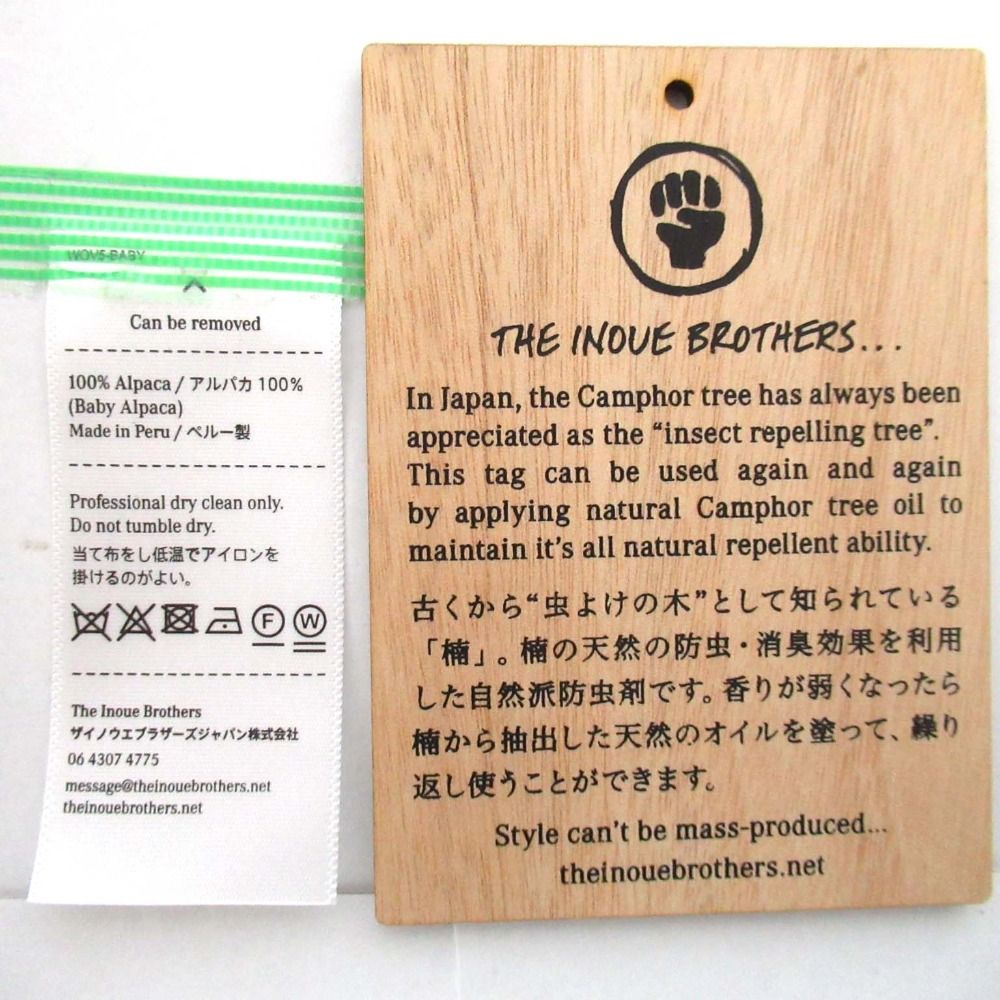 WOV5-BABY
Can be removed
100% Alpaca / アルパカ 100%
(Baby Alpaca)
Made in Peru / ペルー製
Professional dry clean only.
Do not tumble dry.
当て布をし低温でアイロンを
掛けるのがよい。
F W
The Inoue Brothers
ザイノウエブラザーズジャパン株式会社
06 4307 4775
message@theinouebrothers.net
theinouebrothers.net
THE INOUE BROTHERS...
In Japan, the Camphor tree has always been
appreciated as the “insect repelling tree”.
This tag can be used again and again
by applying natural Camphor tree oil to
maintain it’s all natural repellent ability.
古くから“虫よけの木”として知られている
「楠」。楠の天然の防虫・消臭効果を利用
した自然派防虫剤です。香りが弱くなったら
楠から抽出した天然のオイルを塗って、繰り
返し使うことができます。
Style can’t be mass-produced...
theinouebrothers.net